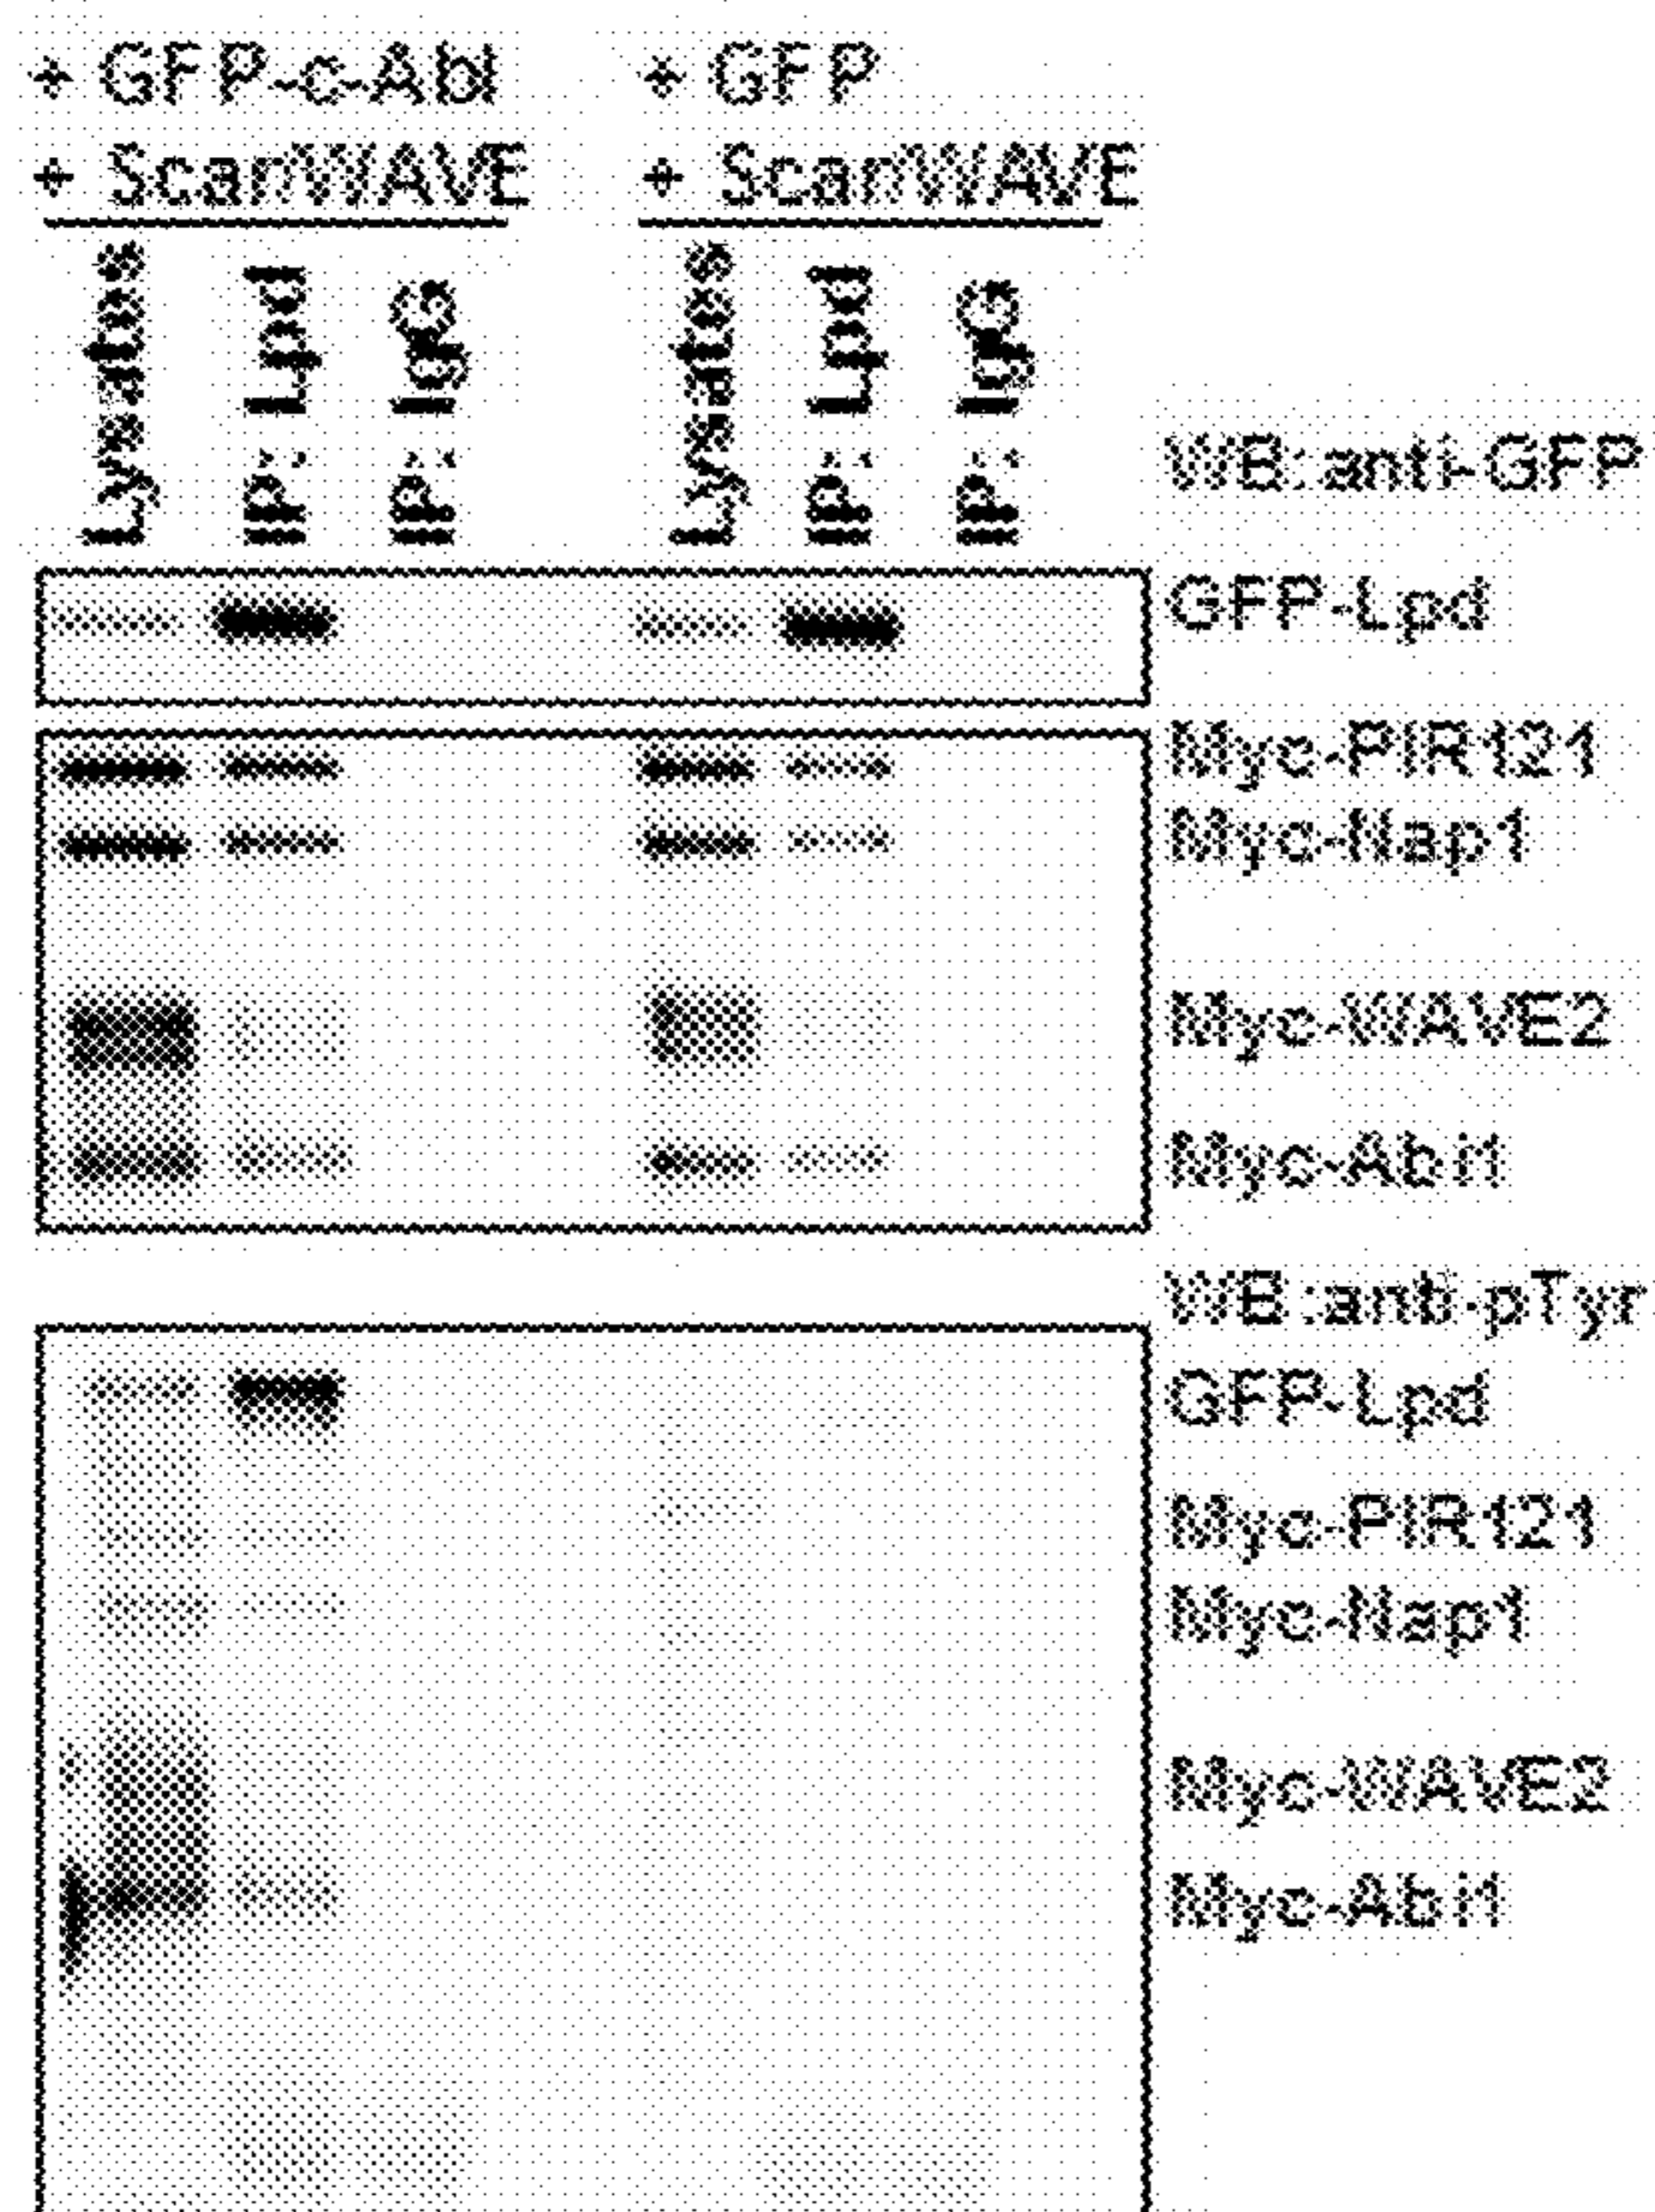 + GFP-c-Abl
+ ScarWAVE
+ GFP
+ ScarWAVE
Lysates
IP: Lpd
IP: IgG
Lysates
IP: Lpd
IP: IgG
WB: anti-GFP
GFP-Lpd
Myc-PIR121
Myc-Nap1
Myc-WAVE2
Myc-Abi1
WB:anti-pTyr
GFP-Lpd
Myc-PIR121
Myc-Nap1
Myc-WAVE2
Myc-Abi1